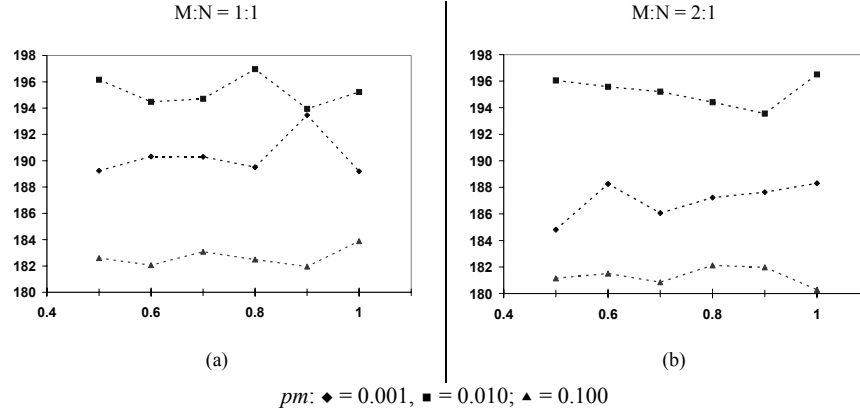 M:N = 1:1
198
196
194
192
190
188
186
184
182
180
0.4 0.6 0.8 1
(a)
M:N = 2:1
198
196
194
192
190
188
186
184
182
180
0.4 0.6 0.8 1
(b)
pm: ◆ = 0.001, ■ = 0.010; ▲ = 0.100